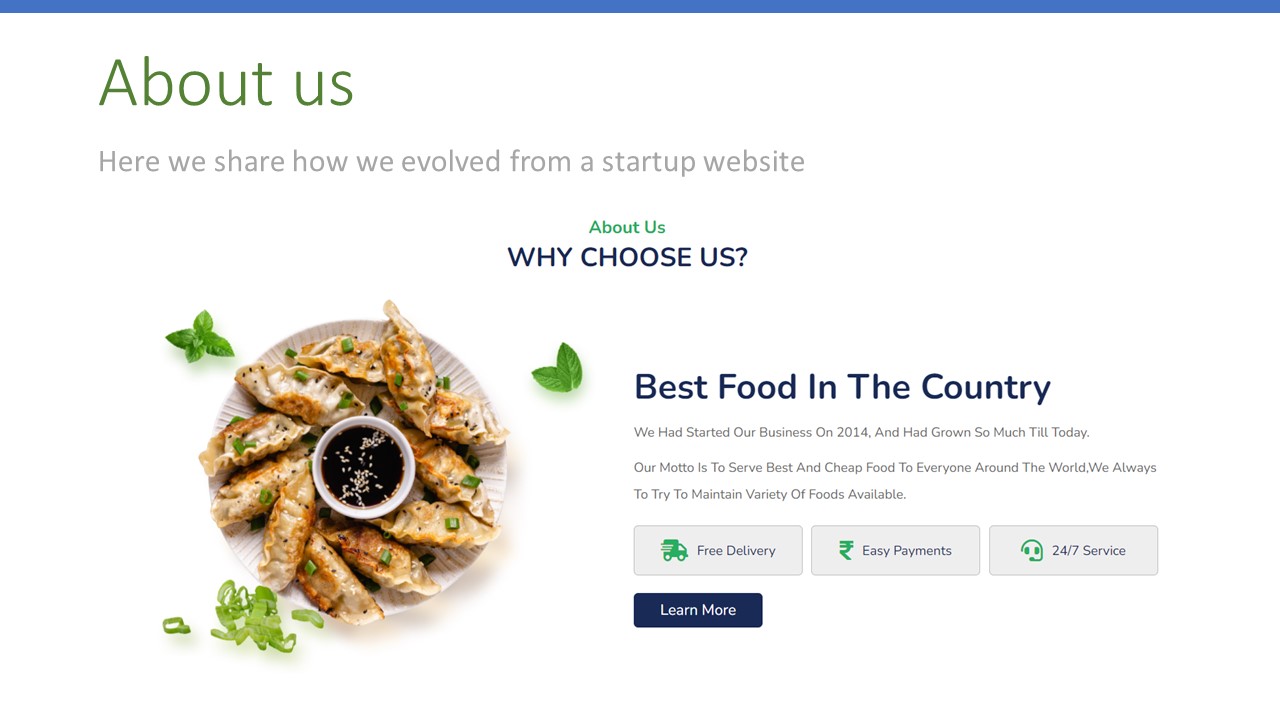 About us
Here we share how we evolved from a startup website
About Us
WHY CHOOSE US?
Best Food In The Country
We Had Started Our Business On 2014, And Had Grown So Much Till Today.
Our Motto Is To Serve Best And Cheap Food To Everyone Around The World,We Always
To Try To Maintain Variety Of Foods Available.
Free Delivery
₹ Easy Payments
24/7 Service
Learn More